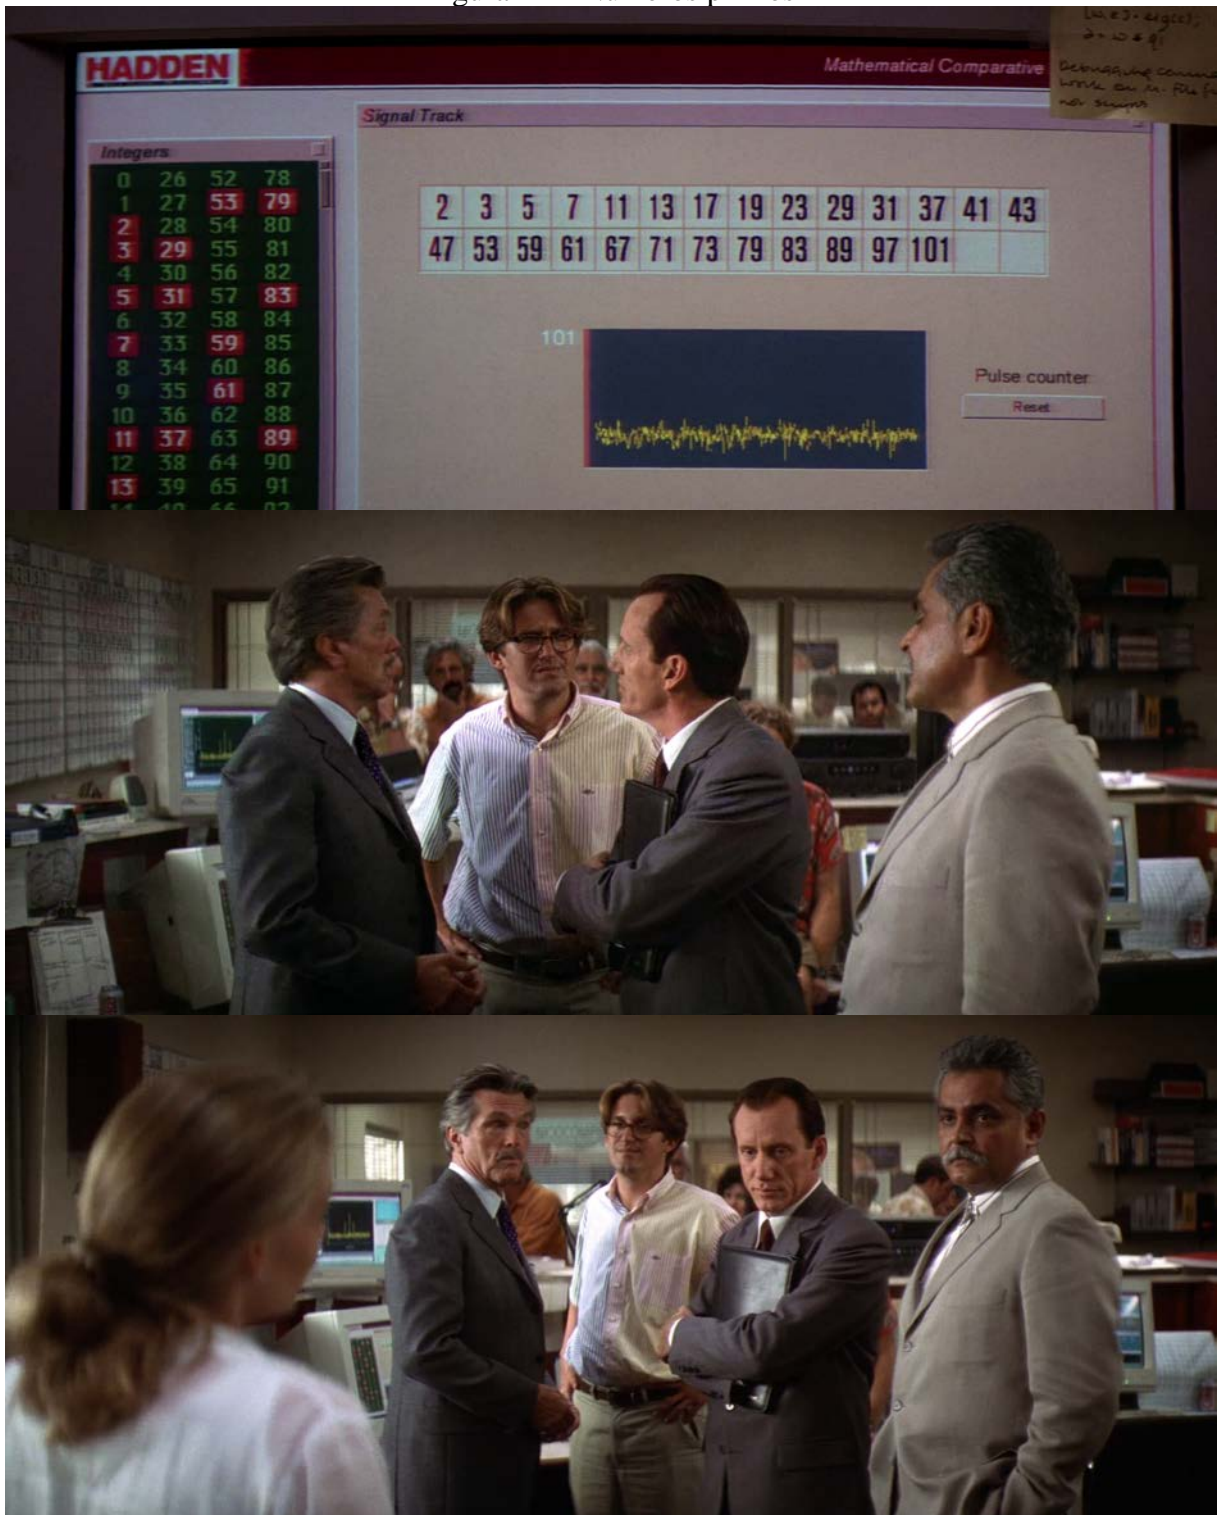 HADDEN
Mathematical Comparative
Signal Track
Integers
0 26 52 78
1 27 53 79
2 28 54 80
3 29 55 81
4 30 56 82
5 31 57 83
6 32 58 84
7 33 59 85
8 34 60 86
9 35 61 87
10 36 62 88
11 37 63 89
12 38 64 90
13 39 65 91
2 3 5 7 11 13 17 19 23 29 31 37 41 43
47 53 59 61 67 71 73 79 83 89 97 101
101
Pulse counter
Reset
Debugging
work on M-file